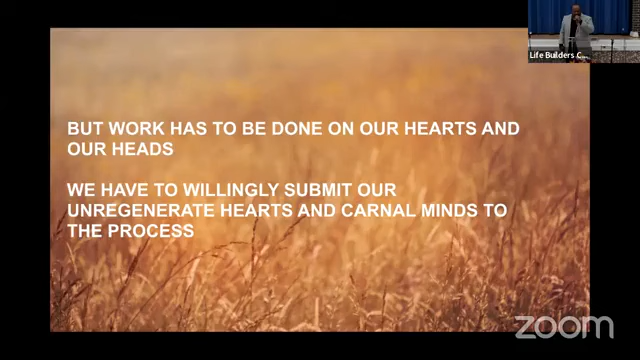 Life Builders C...
BUT WORK HAS TO BE DONE ON OUR HEARTS AND
OUR HEADS
WE HAVE TO WILLINGLY SUBMIT OUR
UNREGENERATE HEARTS AND CARNAL MINDS TO
THE PROCESS
zoom